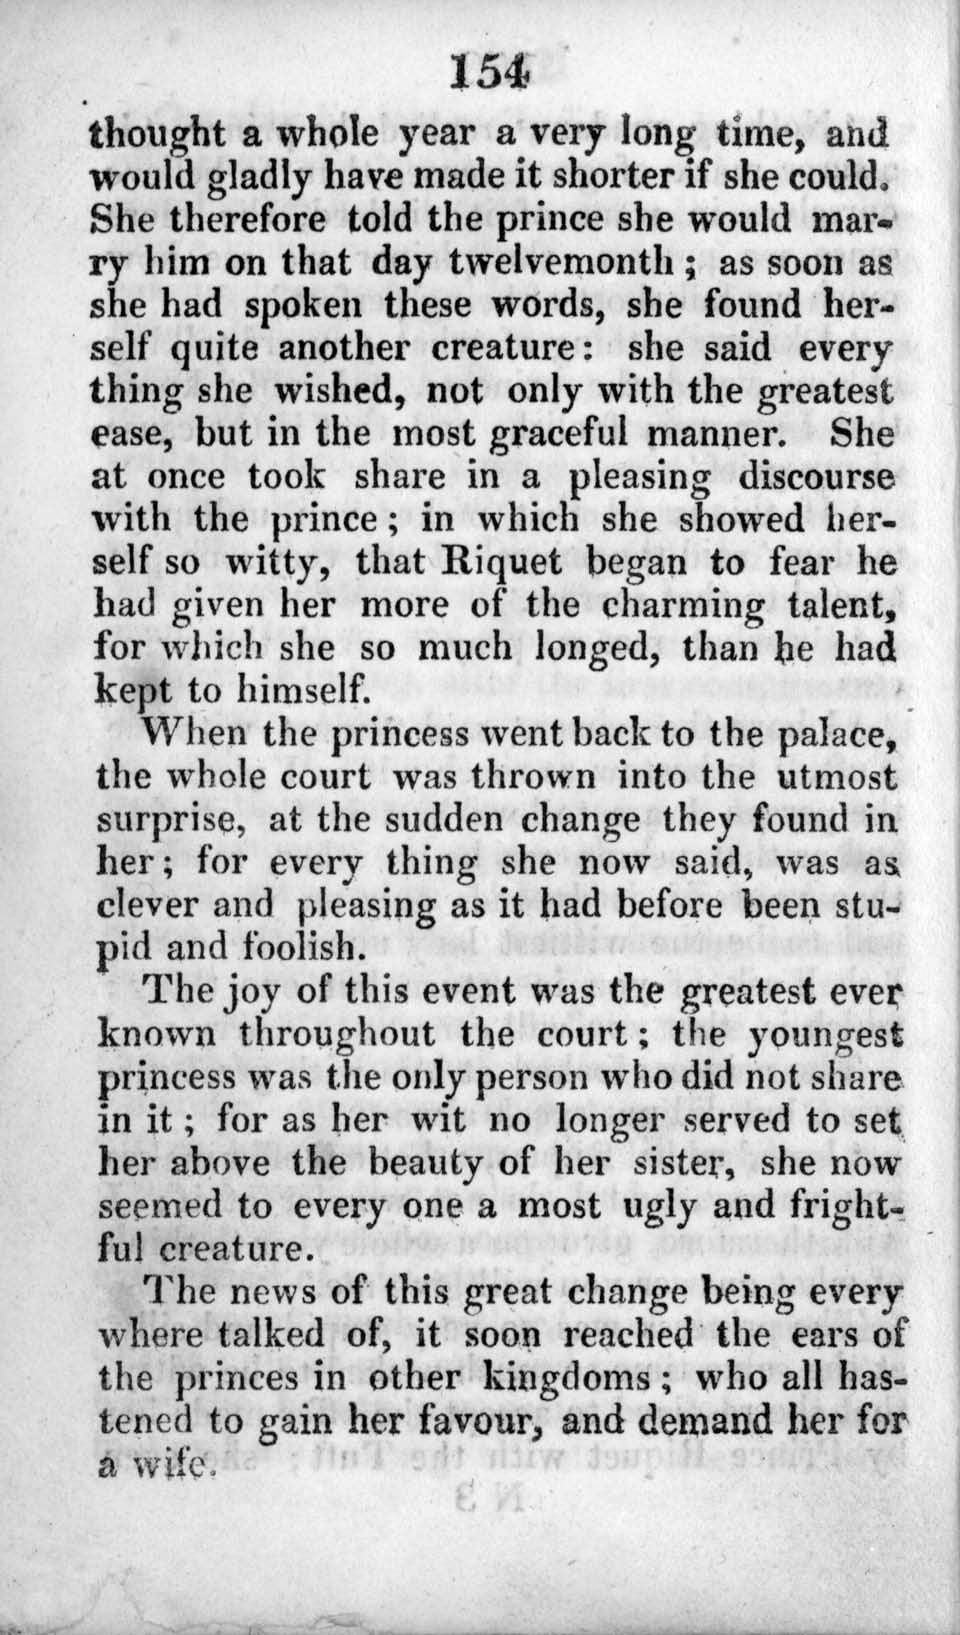 154
thought a whole year a very long time, and
would gladly have made it shorter if she could.
She therefore told the prince she would mar-
ry him on that day twelvemonth ; as soon as
she had spoken these words, she found her-
self quite another creature: she said every
thing she wished, not only with the greatest
ease, but in the most graceful manner. She
at once took share in a pleasing discourse
with the prince ; in which she showed her-
self so witty, that Riquet began to fear he
had given her more of the charming talent,
for which she so much longed, than he had
kept to himself.
When the princess went back to the palace,
the whole court was thrown into the utmost
surprise, at the sudden change they found in
her ; for every thing she now said, was as
clever and pleasing as it had before been stu-
pid and foolish.
The joy of this event was the greatest ever
known throughout the court ; the youngest
princess was the only person who did not share
in it ; for as her wit no longer served to set
her above the beauty of her sister, she now
seemed to every one a most ugly and fright-
ful creature.
The news of this great change being every
where talked of, it soon reached the ears of
the princes in other kingdoms ; who all has-
tened to gain her favour, and demand her for
a wife.